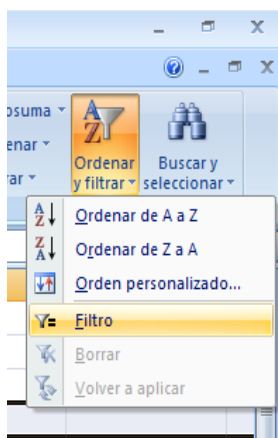 osuma
enar
ar
Ordenar y filtrar
Buscar y seleccionar
Ordenar de A a Z
Ordenar de Z a A
Orden personalizado...
Filtro
Borrar
Volver a aplicar